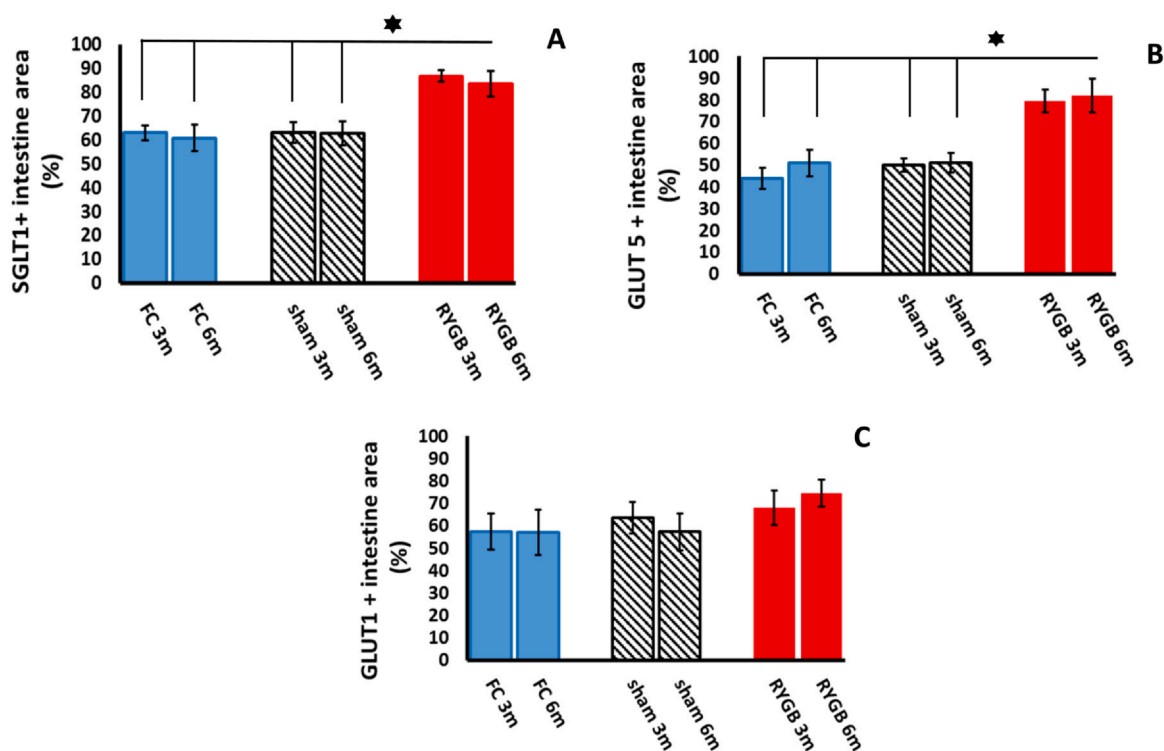 A
SGLT1+ intestine area
(%)
100
90
80
70
60
50
40
30
20
10
0
FC 3m
FC 6m
sham 3m
sham 6m
RYGB 3m
RYGB 6m
B
GLUT 5 + intestine area
(%)
100
90
80
70
60
50
40
30
20
10
0
FC 3m
FC 6m
sham 3m
sham 6m
RYGB 3m
RYGB 6m
C
GLUT1 + intestine area
(%)
100
90
80
70
60
50
40
30
20
10
0
FC 3m
FC 6m
sham 3m
sham 6m
RYGB 3m
RYGB 6m